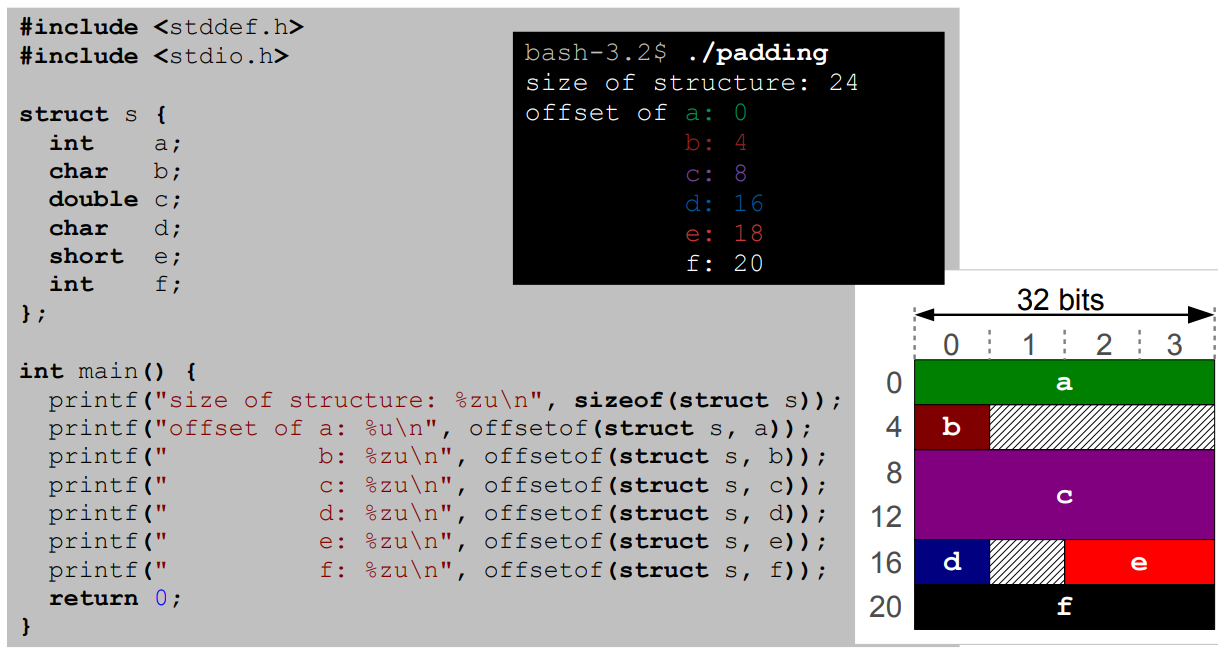 #include <stddef.h>
#include <stdio.h>
struct s {
  int    a;
  char   b;
  double c;
  char   d;
  short  e;
  int    f;
};
int main() {
  printf("size of structure: %zu\n", sizeof(struct s));
  printf("offset of a: %u\n", offsetof(struct s, a));
  printf("          b: %zu\n", offsetof(struct s, b));
  printf("          c: %zu\n", offsetof(struct s, c));
  printf("          d: %zu\n", offsetof(struct s, d));
  printf("          e: %zu\n", offsetof(struct s, e));
  printf("          f: %zu\n", offsetof(struct s, f));
  return 0;
}
bash-3.2$ ./padding
size of structure: 24
offset of a: 0
          b: 4
          c: 8
          d: 16
          e: 18
          f: 20
32 bits
0 1 2 3
0 a
4 b
8
c
12
16 d e
20 f